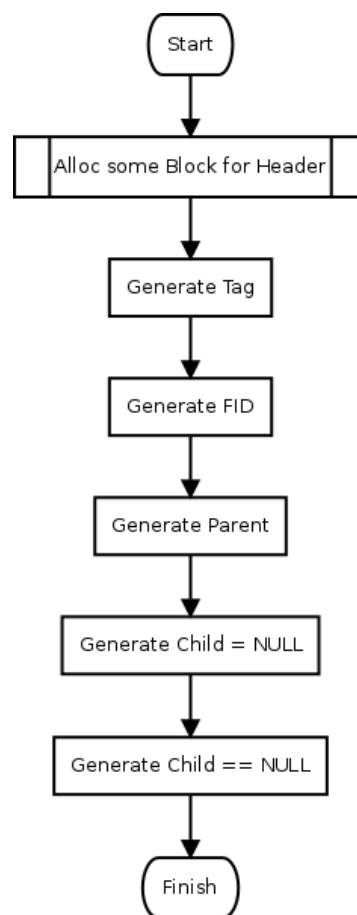 Start
Alloc some Block for Header
Generate Tag
Generate FID
Generate Parent
Generate Child = NULL
Generate Child == NULL
Finish